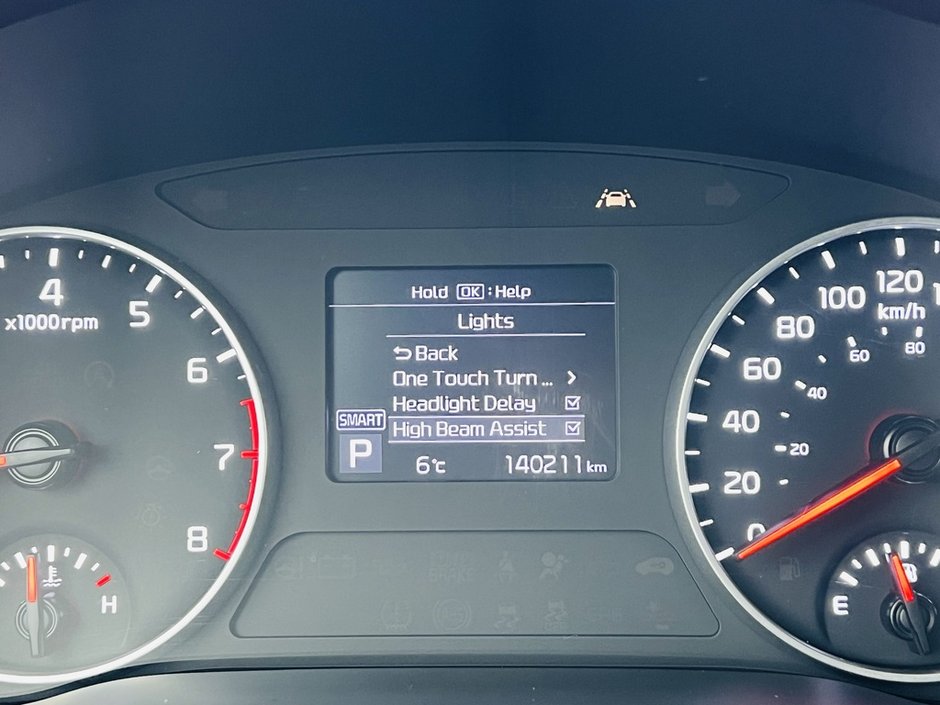 Hold OK : Help
Lights
Back
One Touch Turn ...
Headlight Delay
High Beam Assist
SMART
P
6°C
140211 km
4
5
x1000rpm
6
7
8
H
120
100
km/h
80
80
60
60
40
40
20
20
0
E